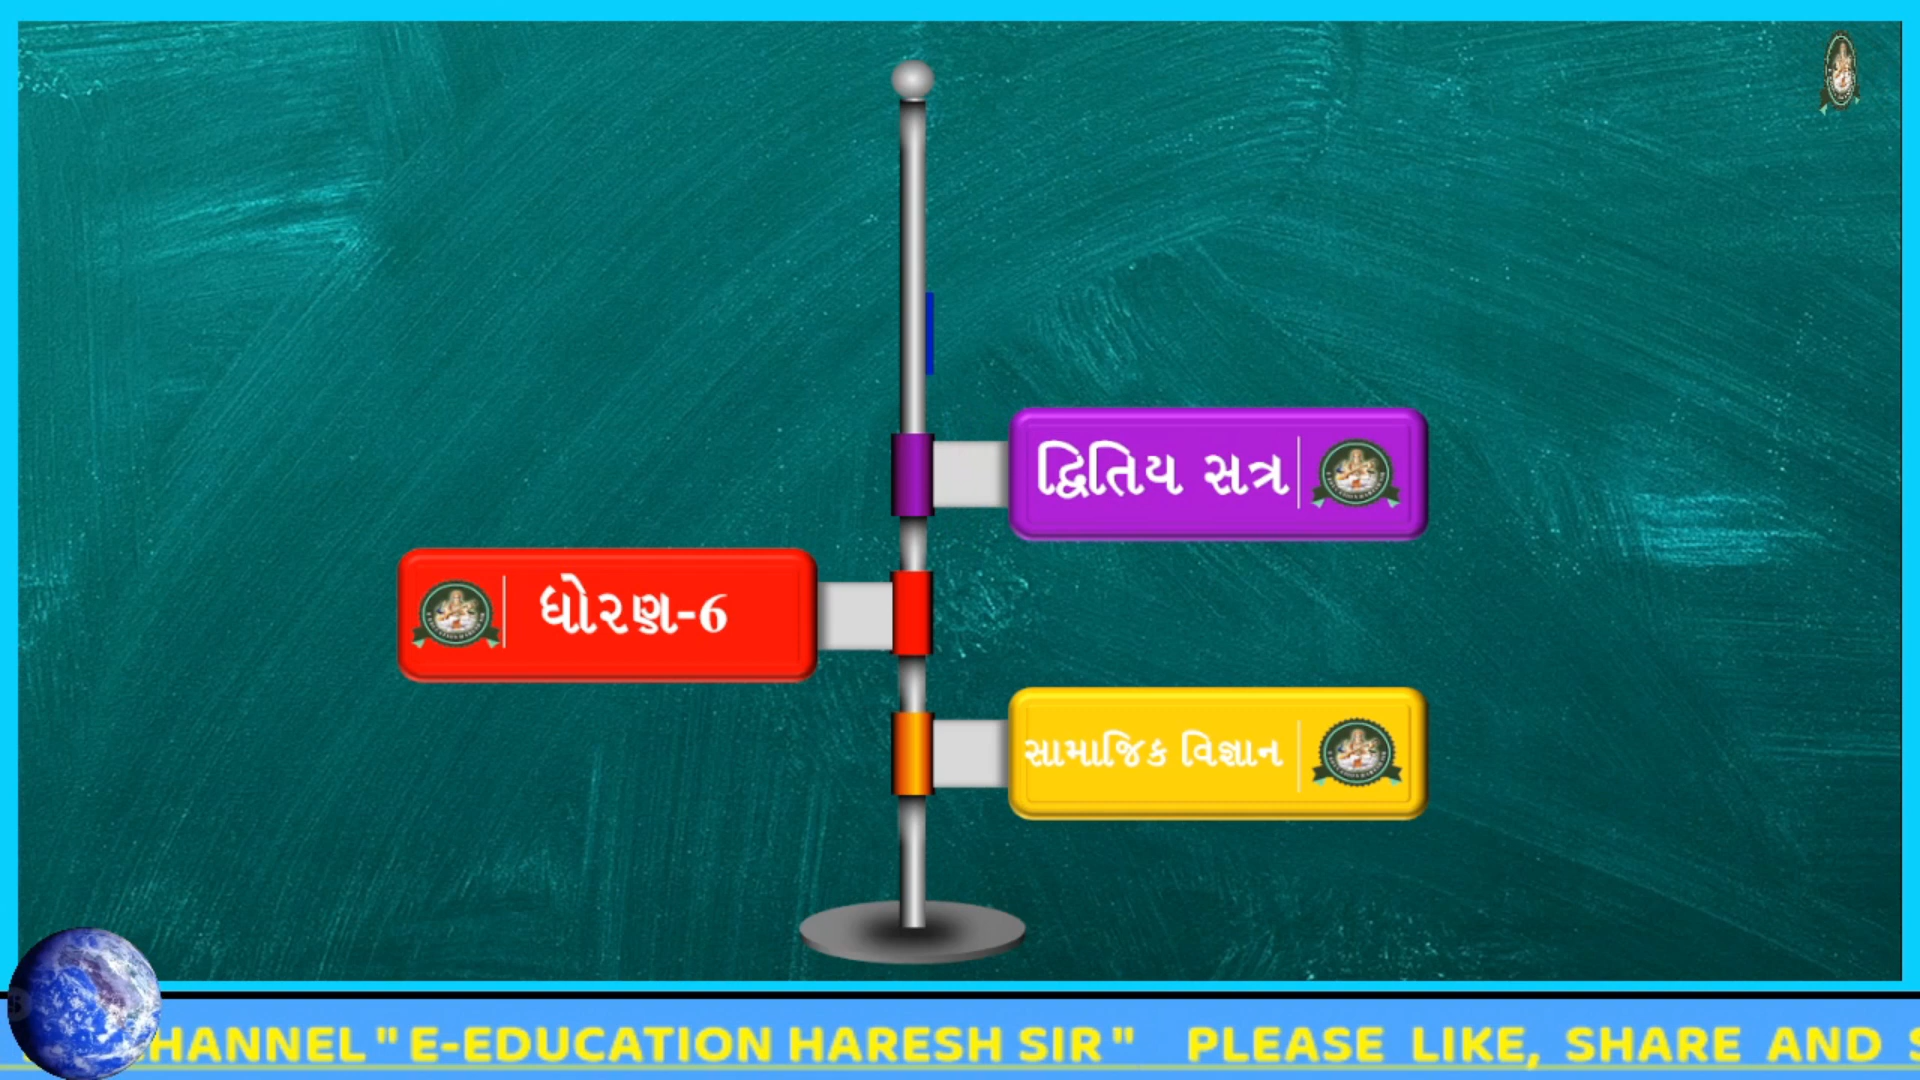 દ્વિતિય સત્ર
ધોરણ-6
સામાજિક વિજ્ઞાન
HANNEL " E-EDUCATION HARESH SIR " PLEASE LIKE, SHARE AND S